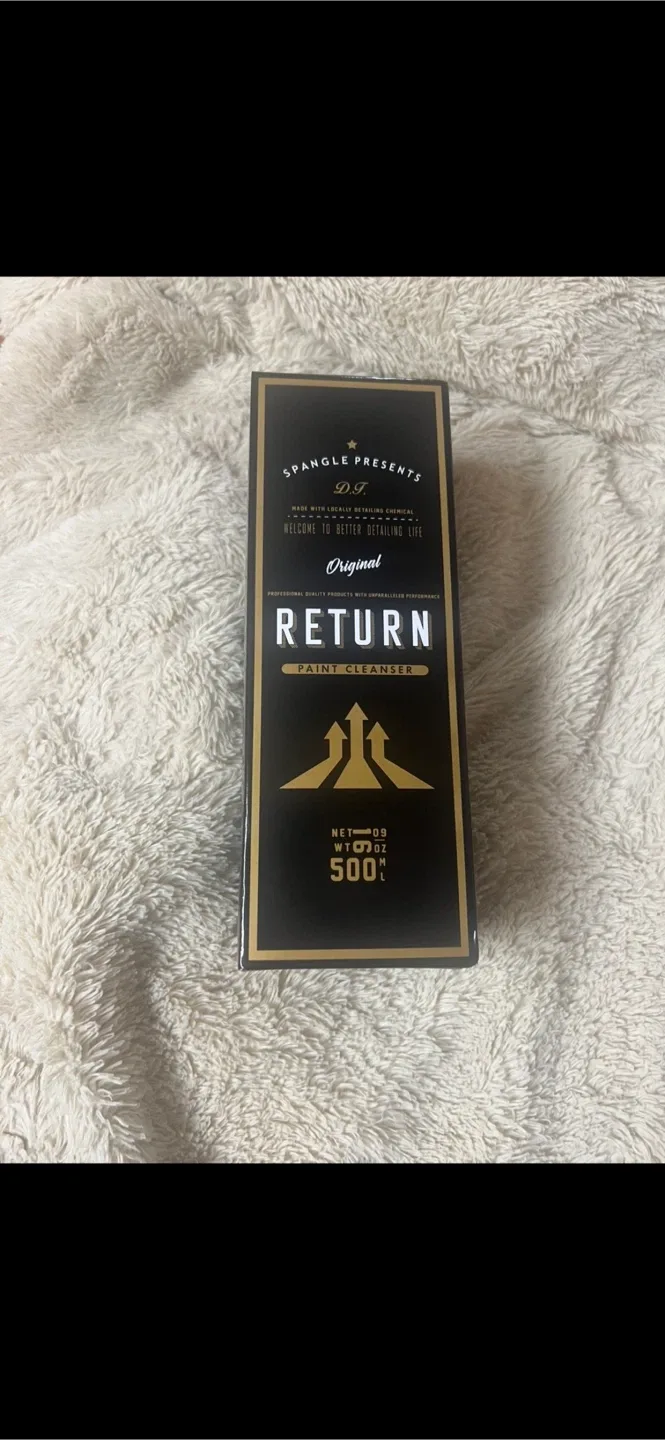 SPANGLE PRESENTS
D.T.
MADE WITH LOCALLY DETAILING CHEMICAL
WELCOME TO BETTER DETAILING LIFE
Original
PROFESSIONAL QUALITY PRODUCTS WITH UNPARALLELED PERFORMANCE
RETURN
PAINT CLEANSER
NET WT 16 09 OZ
500 ML